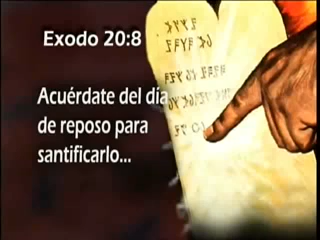 Exodo 20:8
Acuérdate del día
de reposo para
santificarlo...